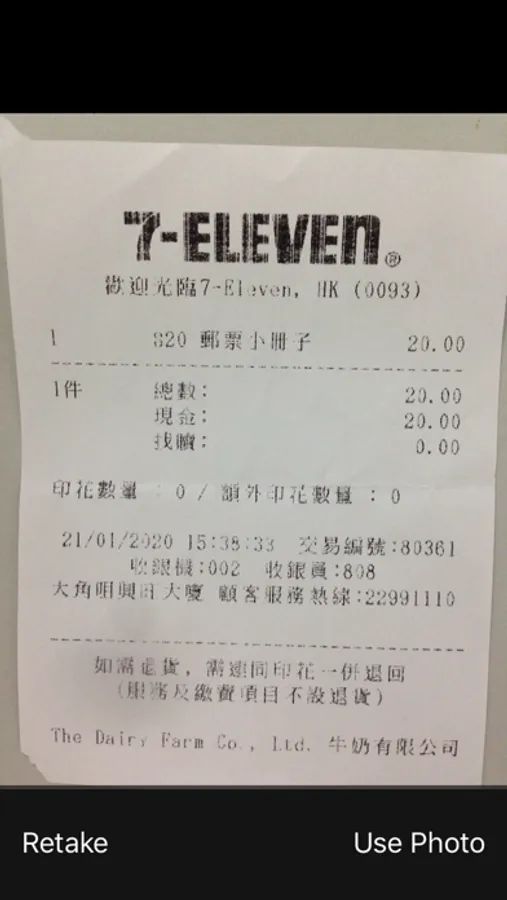 7-ELEVEN®
歡迎光臨7-Eleven, HK (0093)
1 S20 郵票小冊子 20.00
1件 總數: 20.00
現金: 20.00
找贖: 0.00
印花數量 : 0 / 額外印花數量 : 0
21/01/2020 15:38:33 交易編號:80361
收銀機:002 收銀員:808
大角咀興旺大廈 顧客服務熱線:22991110
如需退貨, 需連同印花一併退回
(服務及繳費項目不設退貨)
The Dairy Farm Co., Ltd. 牛奶有限公司
Retake Use Photo